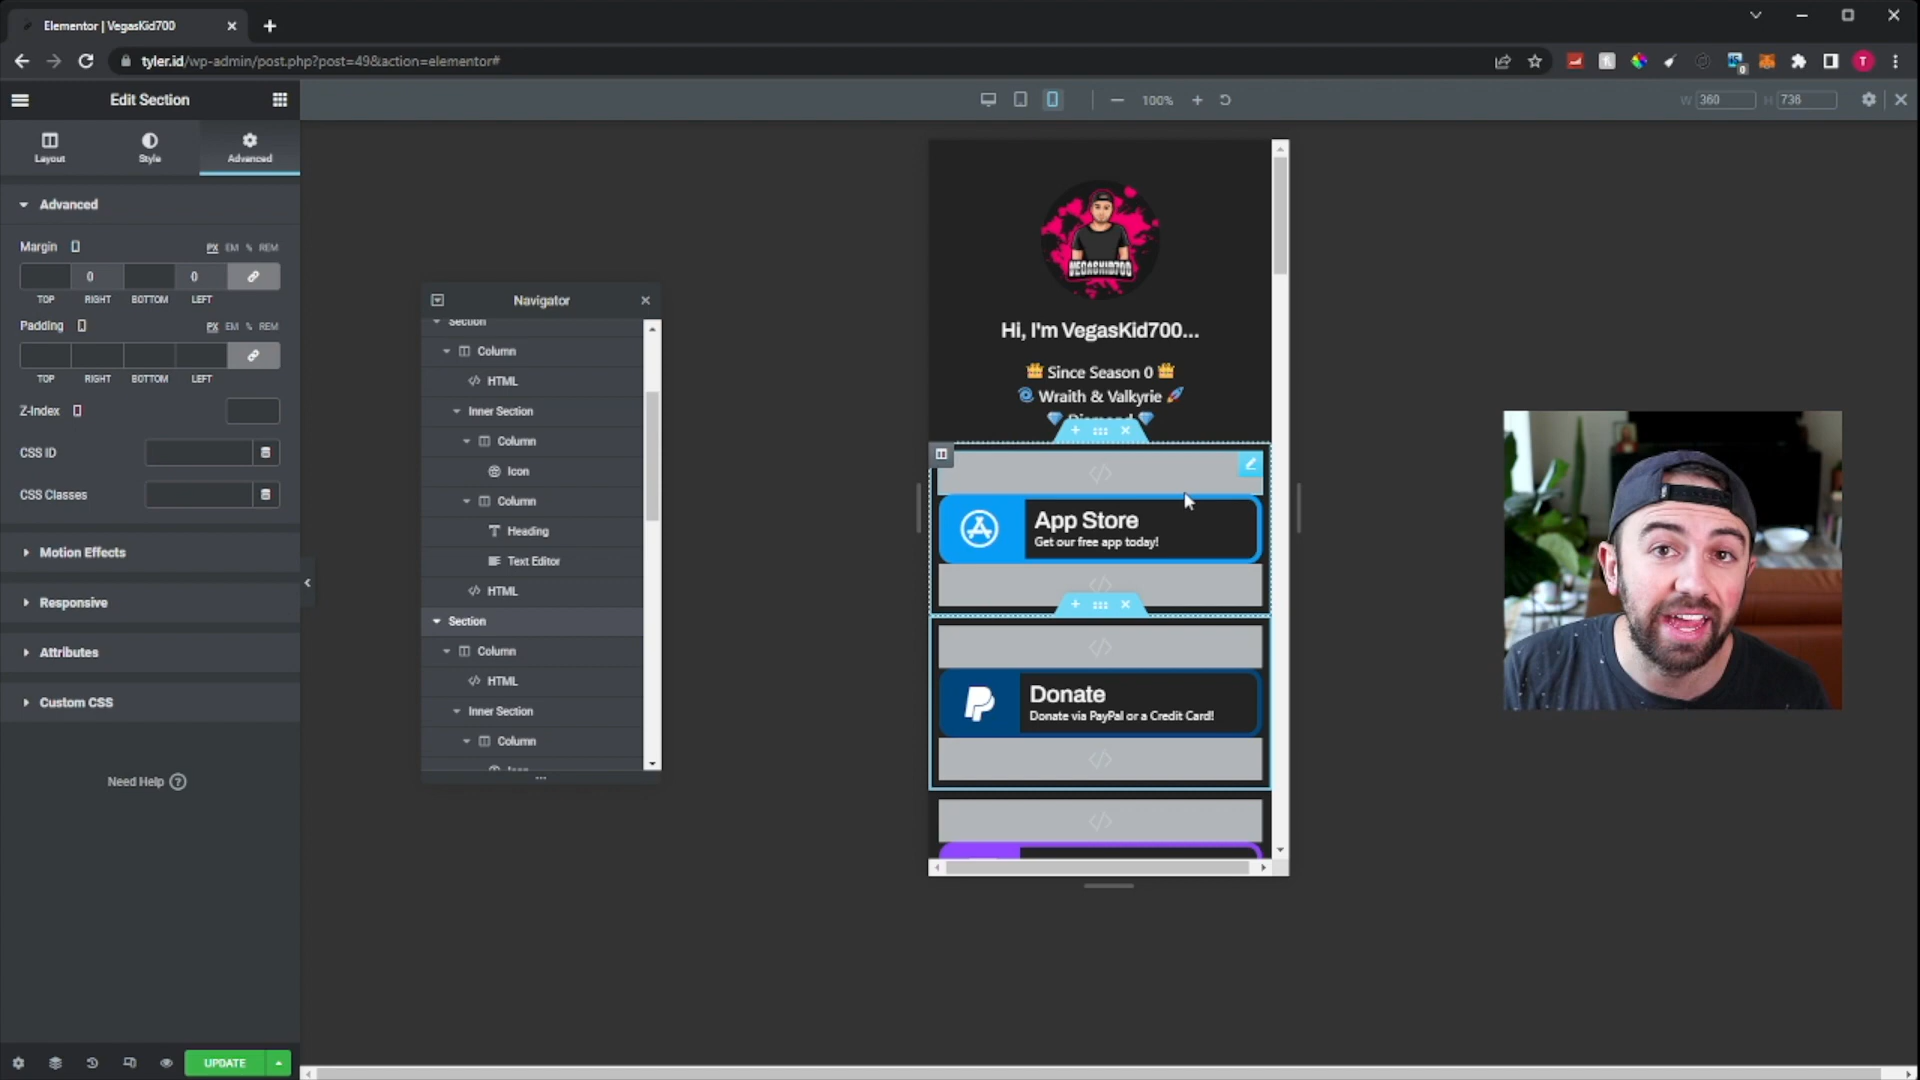 Elementor | VegasKid700
tyler.id/wp-admin/post.php?post=49&action=elementor#
0
T
Edit Section
100%
W 360 H 736
Layout Style Advanced
Advanced
Margin PX EM % REM
0 0
TOP RIGHT BOTTOM LEFT
Padding PX EM % REM
TOP RIGHT BOTTOM LEFT
Z-Index
CSS ID
CSS Classes
Motion Effects
Responsive
Attributes
Custom CSS
Need Help ?
UPDATE
Navigator
Section
Column
HTML
Inner Section
Column
Icon
Column
Heading
Text Editor
HTML
Section
Column
HTML
Inner Section
Column
Icon
VEGASKID700
Hi, I'm VegasKid700...
👑 Since Season 0 👑
🌀 Wraith & Valkyrie 🚀
💎 Diamond 💎
App Store
Get our free app today!
Donate
Donate via PayPal or a Credit Card!